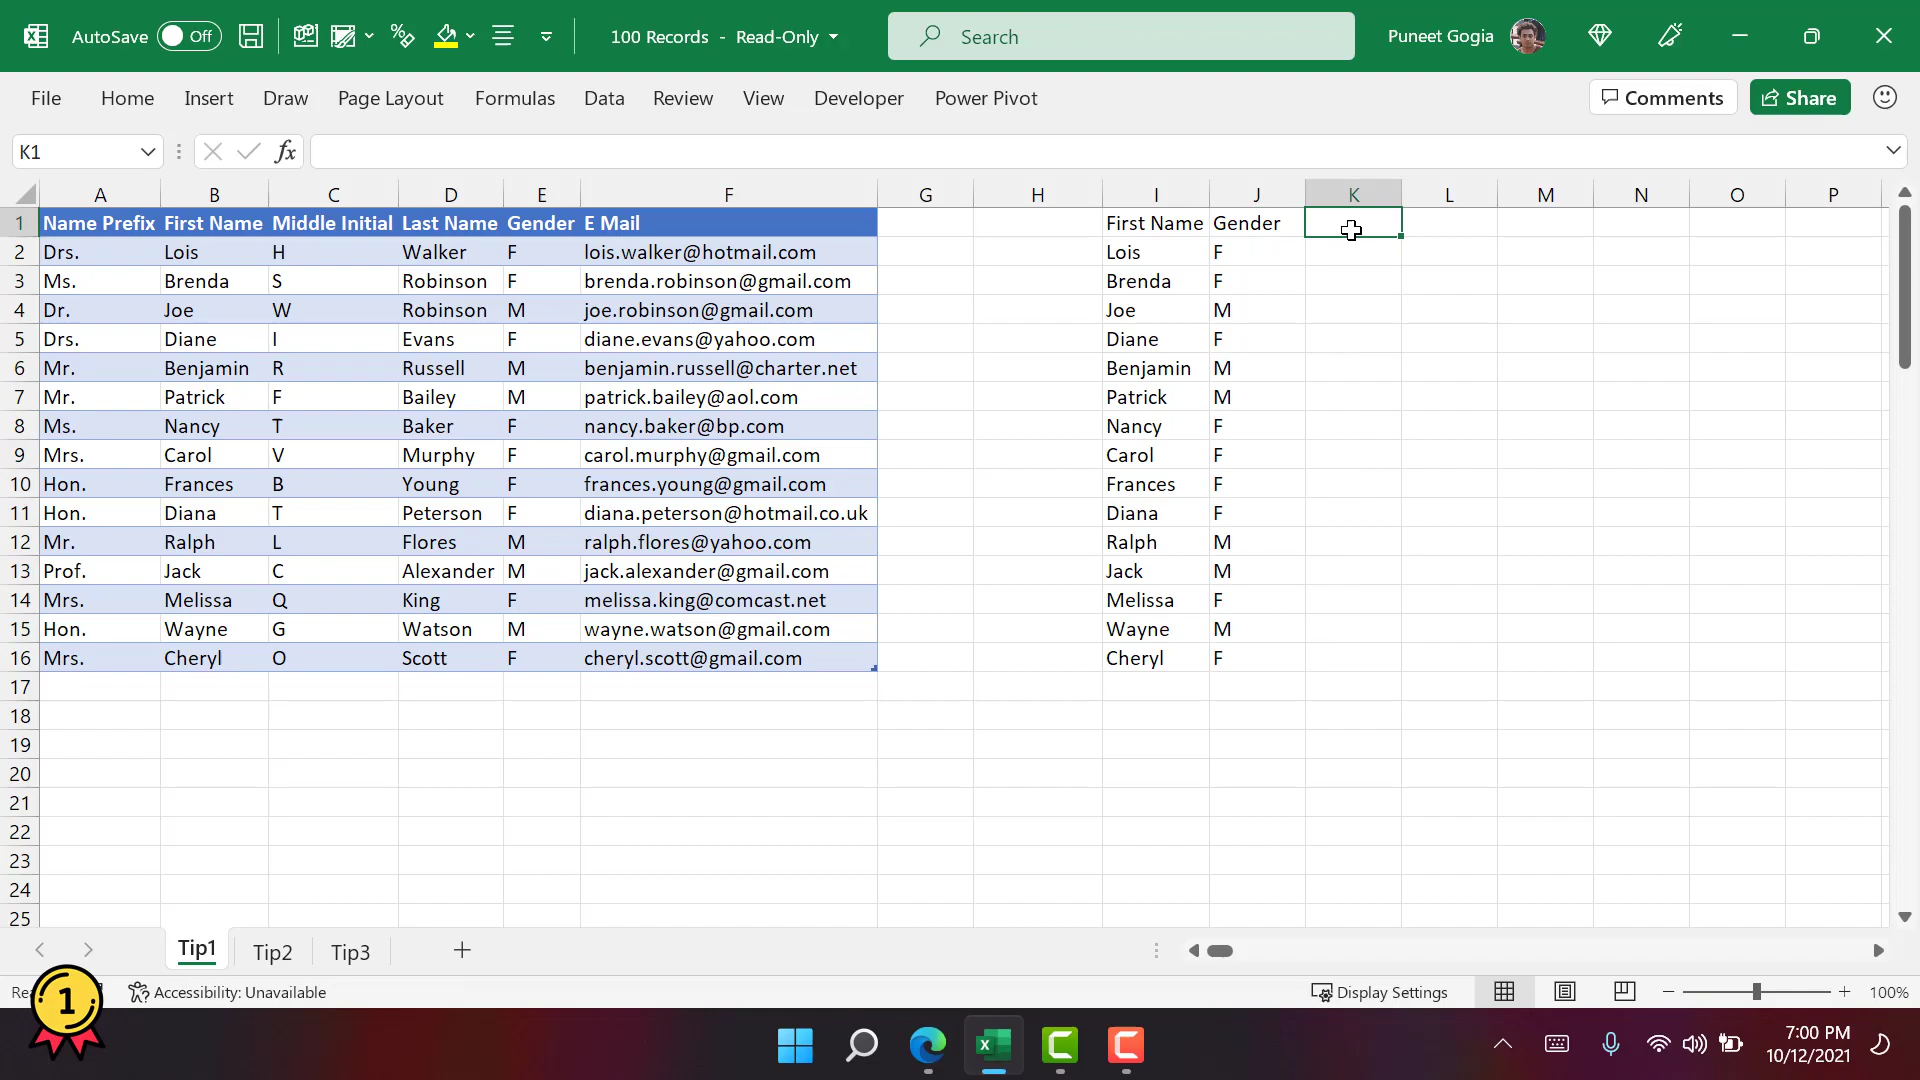 AutoSave Off 100 Records - Read-Only Search Puneet Gogia
File Home Insert Draw Page Layout Formulas Data Review View Developer Power Pivot Comments Share
K1 fx
A B C D E F G H I J K L M N O P
1 Name Prefix First Name Middle Initial Last Name Gender E Mail First Name Gender
2 Drs. Lois H Walker F lois.walker@hotmail.com Lois F
3 Ms. Brenda S Robinson F brenda.robinson@gmail.com Brenda F
4 Dr. Joe W Robinson M joe.robinson@gmail.com Joe M
5 Drs. Diane I Evans F diane.evans@yahoo.com Diane F
6 Mr. Benjamin R Russell M benjamin.russell@charter.net Benjamin M
7 Mr. Patrick F Bailey M patrick.bailey@aol.com Patrick M
8 Ms. Nancy T Baker F nancy.baker@bp.com Nancy F
9 Mrs. Carol V Murphy F carol.murphy@gmail.com Carol F
10 Hon. Frances B Young F frances.young@gmail.com Frances F
11 Hon. Diana T Peterson F diana.peterson@hotmail.co.uk Diana F
12 Mr. Ralph L Flores M ralph.flores@yahoo.com Ralph M
13 Prof. Jack C Alexander M jack.alexander@gmail.com Jack M
14 Mrs. Melissa Q King F melissa.king@comcast.net Melissa F
15 Hon. Wayne G Watson M wayne.watson@gmail.com Wayne M
16 Mrs. Cheryl O Scott F cheryl.scott@gmail.com Cheryl F
17
18
19
20
21
22
23
24
25
Tip1 Tip2 Tip3
1 Accessibility: Unavailable Display Settings 100%
7:00 PM
10/12/2021